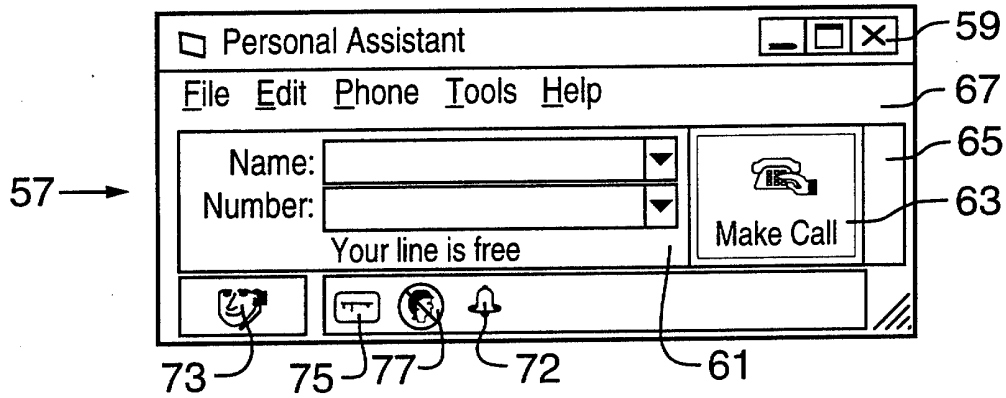 Personal Assistant
59
File Edit Phone Tools Help
67
65
Name:
57
Number:
63
Make Call
Your line is free
73 75 77 72 61